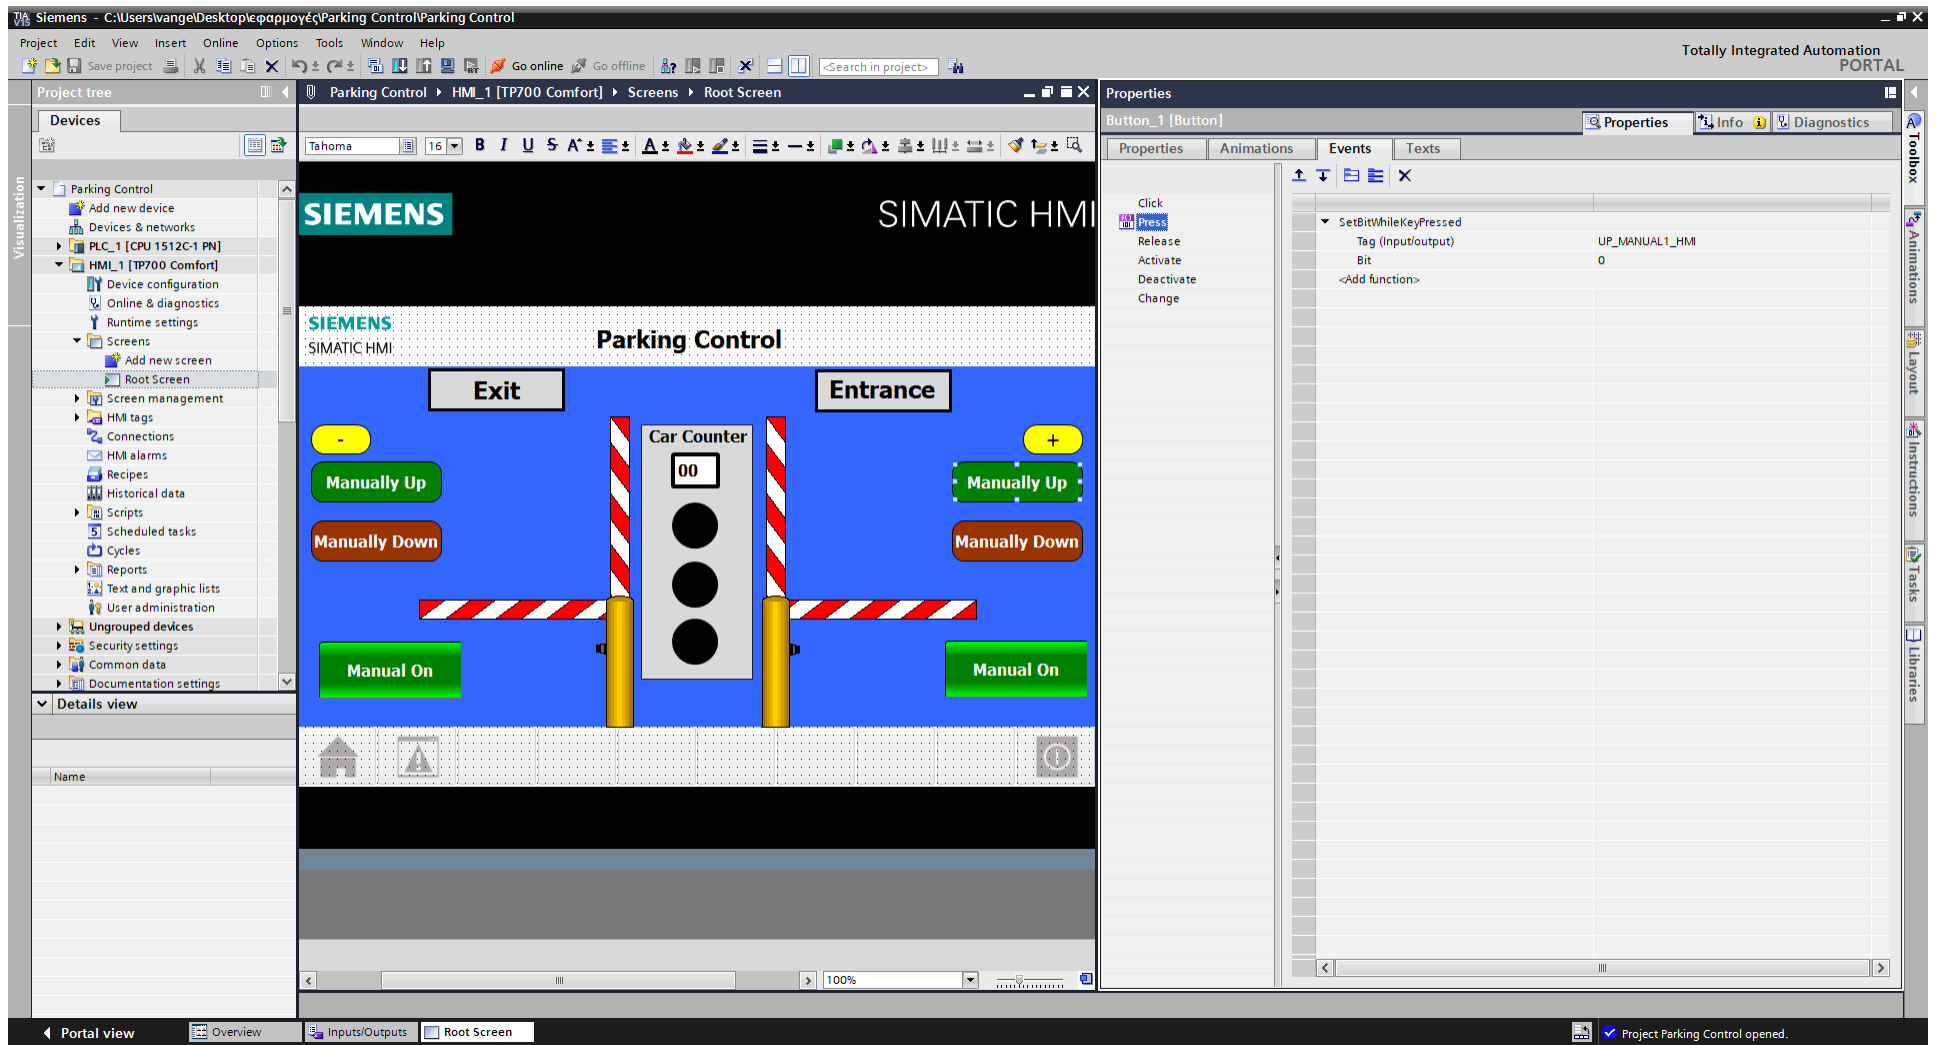 Siemens - C:\Users\vange\Desktop\εφαρμογές\Parking Control\Parking Control
Project Edit View Insert Online Options Tools Window Help
Totally Integrated Automation
PORTAL
Save project Go online Go offline <Search in project>
Project tree
Parking Control HMI_1 [TP700 Comfort] Screens Root Screen
Properties
Devices
Button_1 [Button]
Properties Info Diagnostics
Tahoma 16 B I U S
Properties Animations Events Texts
Visualization
Parking Control
Add new device
Devices & networks
PLC_1 [CPU 1512C-1 PN]
HMI_1 [TP700 Comfort]
Device configuration
Online & diagnostics
Runtime settings
Screens
Add new screen
Root Screen
Screen management
HMI tags
Connections
HMI alarms
Recipes
Historical data
Scripts
Scheduled tasks
Cycles
Reports
Text and graphic lists
User administration
Ungrouped devices
Security settings
Common data
Documentation settings
Details view
Name
SIEMENS
SIMATIC HMI
SIEMENS
SIMATIC HMI
Parking Control
Exit
Entrance
-
Car Counter
+
00
Manually Up
Manually Up
Manually Down
Manually Down
Manual On
Manual On
100%
Click
Press
Release
Activate
Deactivate
Change
SetBitWhileKeyPressed
Tag (Input/output) UP_MANUAL1_HMI
Bit 0
<Add function>
Toolbox
Animations
Layout
Instructions
Tasks
Libraries
Portal view Overview Inputs/Outputs Root Screen
Project Parking Control opened.